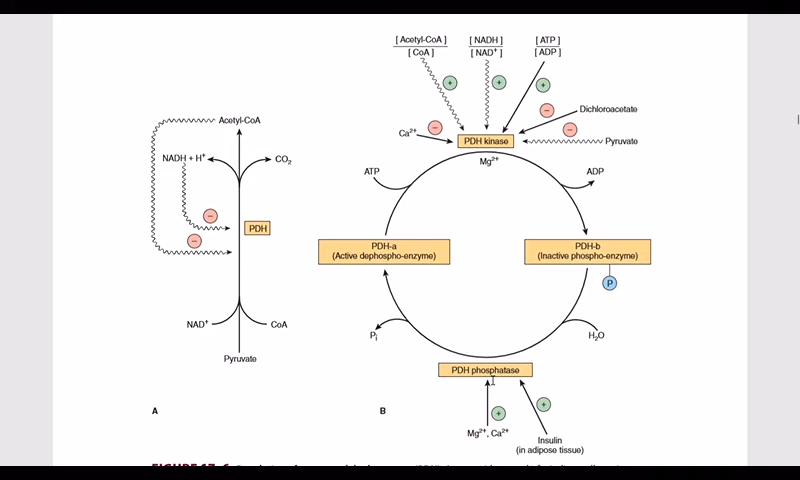 [ Acetyl-CoA ]
[ CoA ]
[ NADH ]
[ NAD⁺ ]
[ ATP ]
[ ADP ]
+
+
+
−
Dichloroacetate
−
Pyruvate
Ca²⁺
−
PDH kinase
Mg²⁺
Acetyl-CoA
NADH + H⁺
CO₂
−
PDH
−
NAD⁺
CoA
Pyruvate
A
ATP
ADP
PDH-a
(Active dephospho-enzyme)
PDH-b
(Inactive phospho-enzyme)
P
Pᵢ
H₂O
PDH phosphatase
+
+
Mg²⁺, Ca²⁺
Insulin
(in adipose tissue)
B